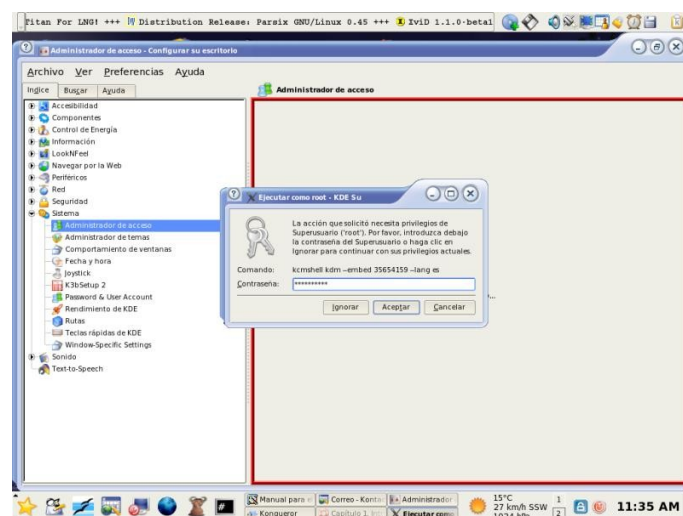 Titan For LNG! +++ Distribution Release: Parsix GNU/Linux 0.45 +++ XviD 1.1.0-beta1
Administrador de acceso - Configurar su escritorio
Archivo Ver Preferencias Ayuda
Índice Buscar Ayuda
Administrador de acceso
Accesibilidad
Componentes
Control de Energía
Información
LookNFeel
Navegar por la Web
Periféricos
Red
Seguridad
Sistema
Administrador de acceso
Administrador de temas
Comportamiento de ventanas
Fecha y hora
Joystick
K3bSetup 2
Password & User Account
Rendimiento de KDE
Rutas
Teclas rápidas de KDE
Window-Specific Settings
Sonido
Text-to-Speech
Ejecutar como root - KDE Su
La acción que solicitó necesita privilegios de
Superusuario ('root'). Por favor, introduzca debajo
la contraseña del Superusuario o haga clic en
Ignorar para continuar con sus privilegios actuales.
Comando: kcmshell kdm --embed 35654159 --lang es
Contraseña: **********
Ignorar Aceptar Cancelar
Manual para e Correo - Kontac Administrador
Konqueror Capítulo 1. Int Ejecutar como
15°C
27 km/h SSW
1024 hPa
1
2
11:35 AM